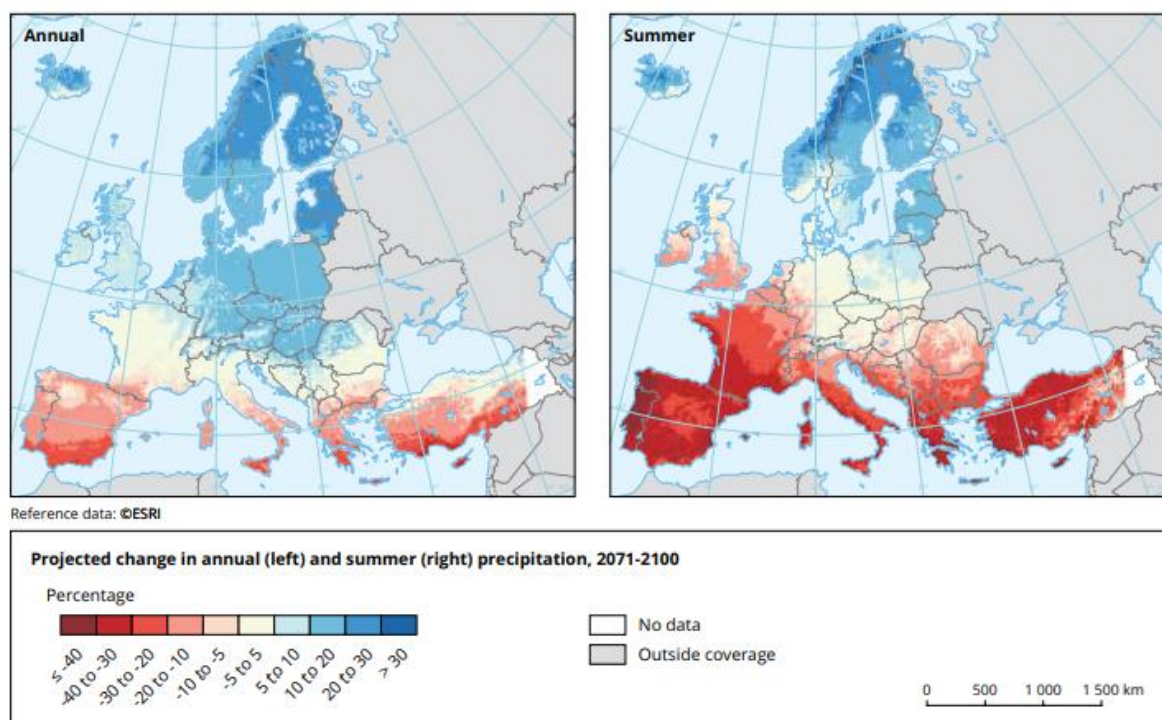 Annual
Summer
Reference data: ©ESRI
Projected change in annual (left) and summer (right) precipitation, 2071-2100
Percentage
≤ -40
-40 to -30
-30 to -20
-20 to -10
-10 to -5
-5 to 5
5 to 10
10 to 20
20 to 30
> 30
No data
Outside coverage
0 500 1 000 1 500 km